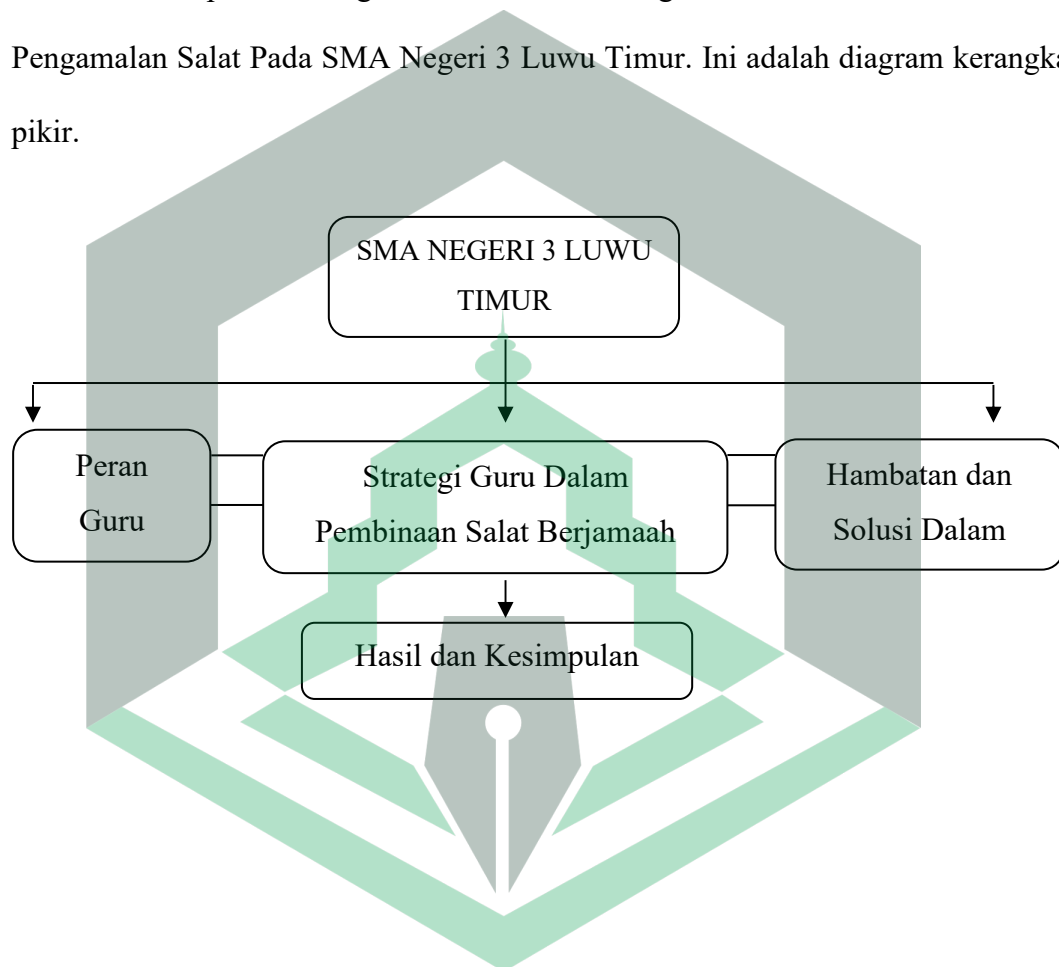 Pengamalan Salat Pada SMA Negeri 3 Luwu Timur. Ini adalah diagram kerangka
pikir.
SMA NEGERI 3 LUWU
TIMUR
Peran
Guru
Strategi Guru Dalam
Pembinaan Salat Berjamaah
Hambatan dan
Solusi Dalam
Hasil dan Kesimpulan